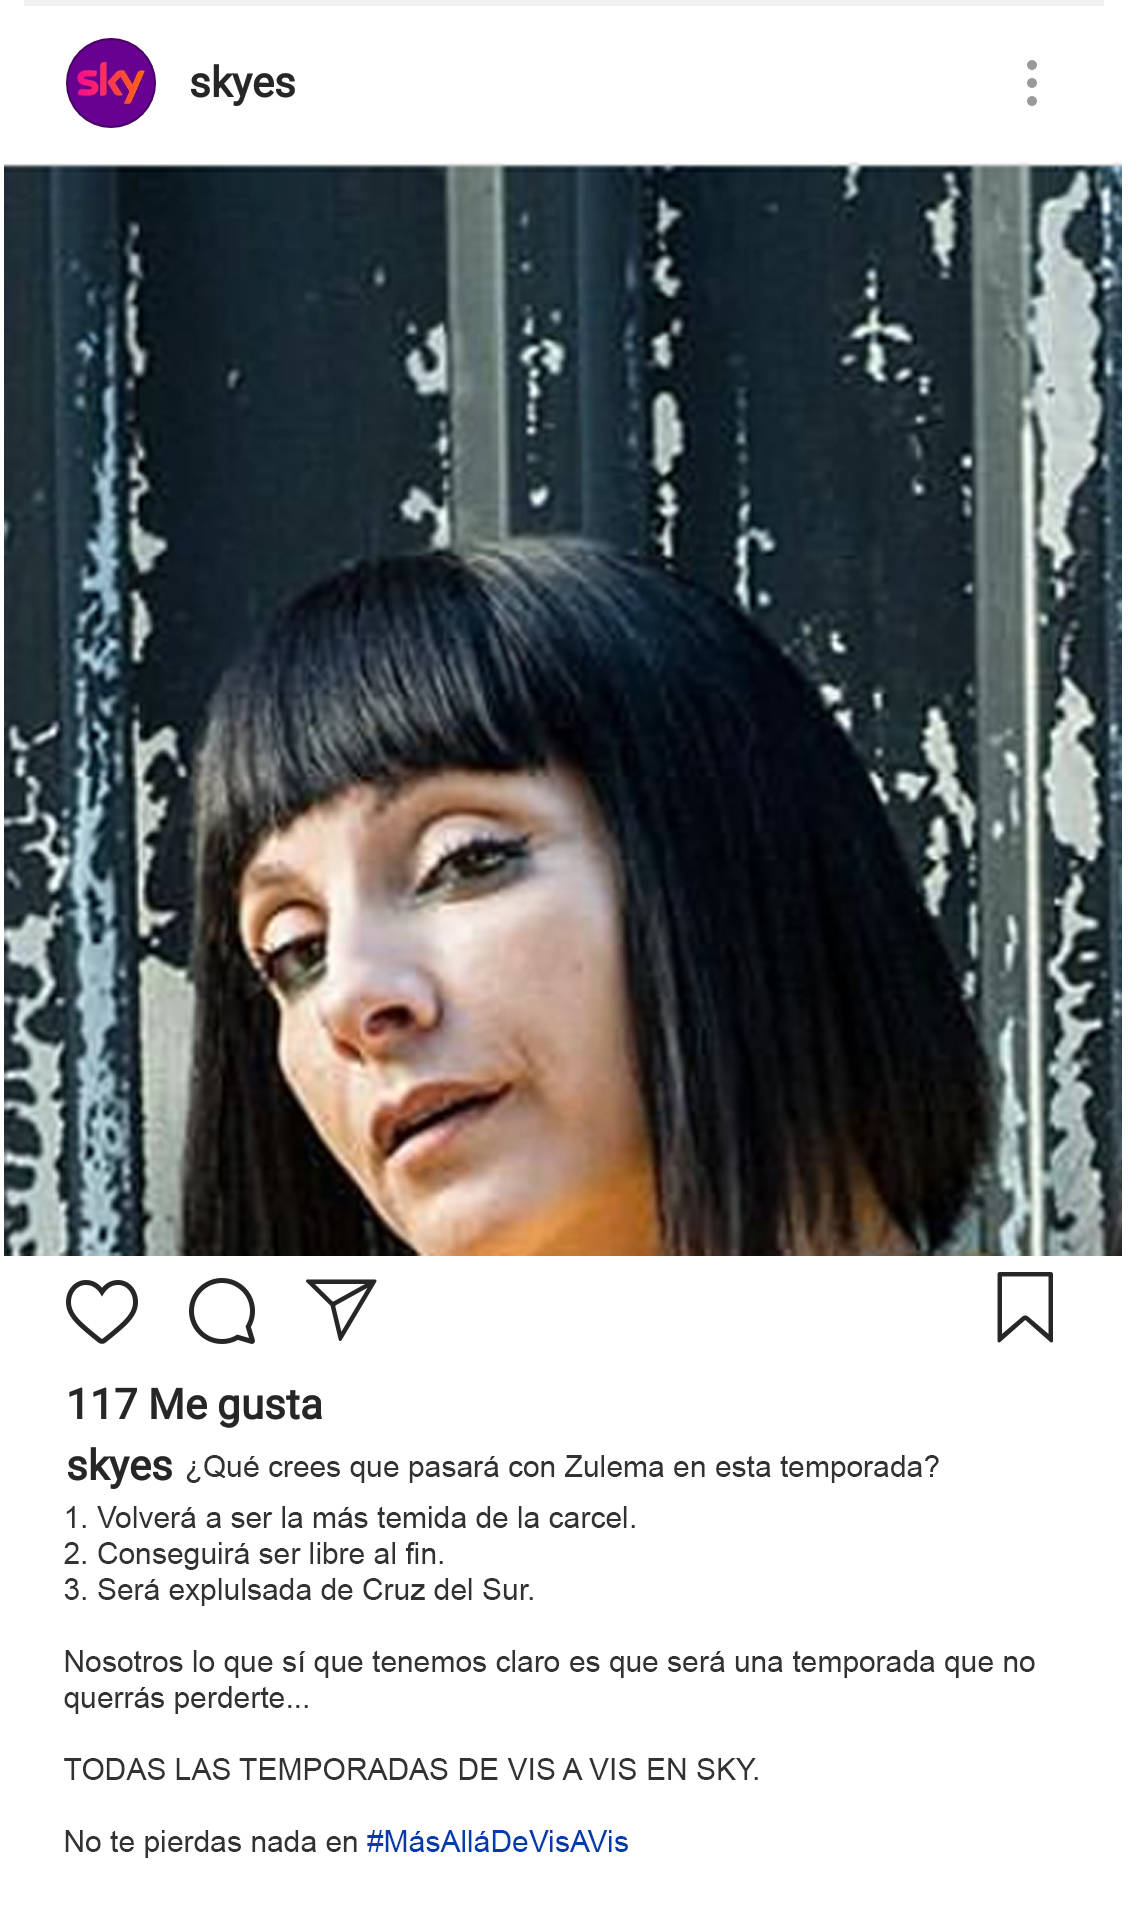 sky
skyes
117 Me gusta
skyes ¿Qué crees que pasará con Zulema en esta temporada?
1. Volverá a ser la más temida de la carcel.
2. Conseguirá ser libre al fin.
3. Será explulsada de Cruz del Sur.
Nosotros lo que sí que tenemos claro es que será una temporada que no
querrás perderte...
TODAS LAS TEMPORADAS DE VIS A VIS EN SKY.
No te pierdas nada en #MásAlláDeVisAVis